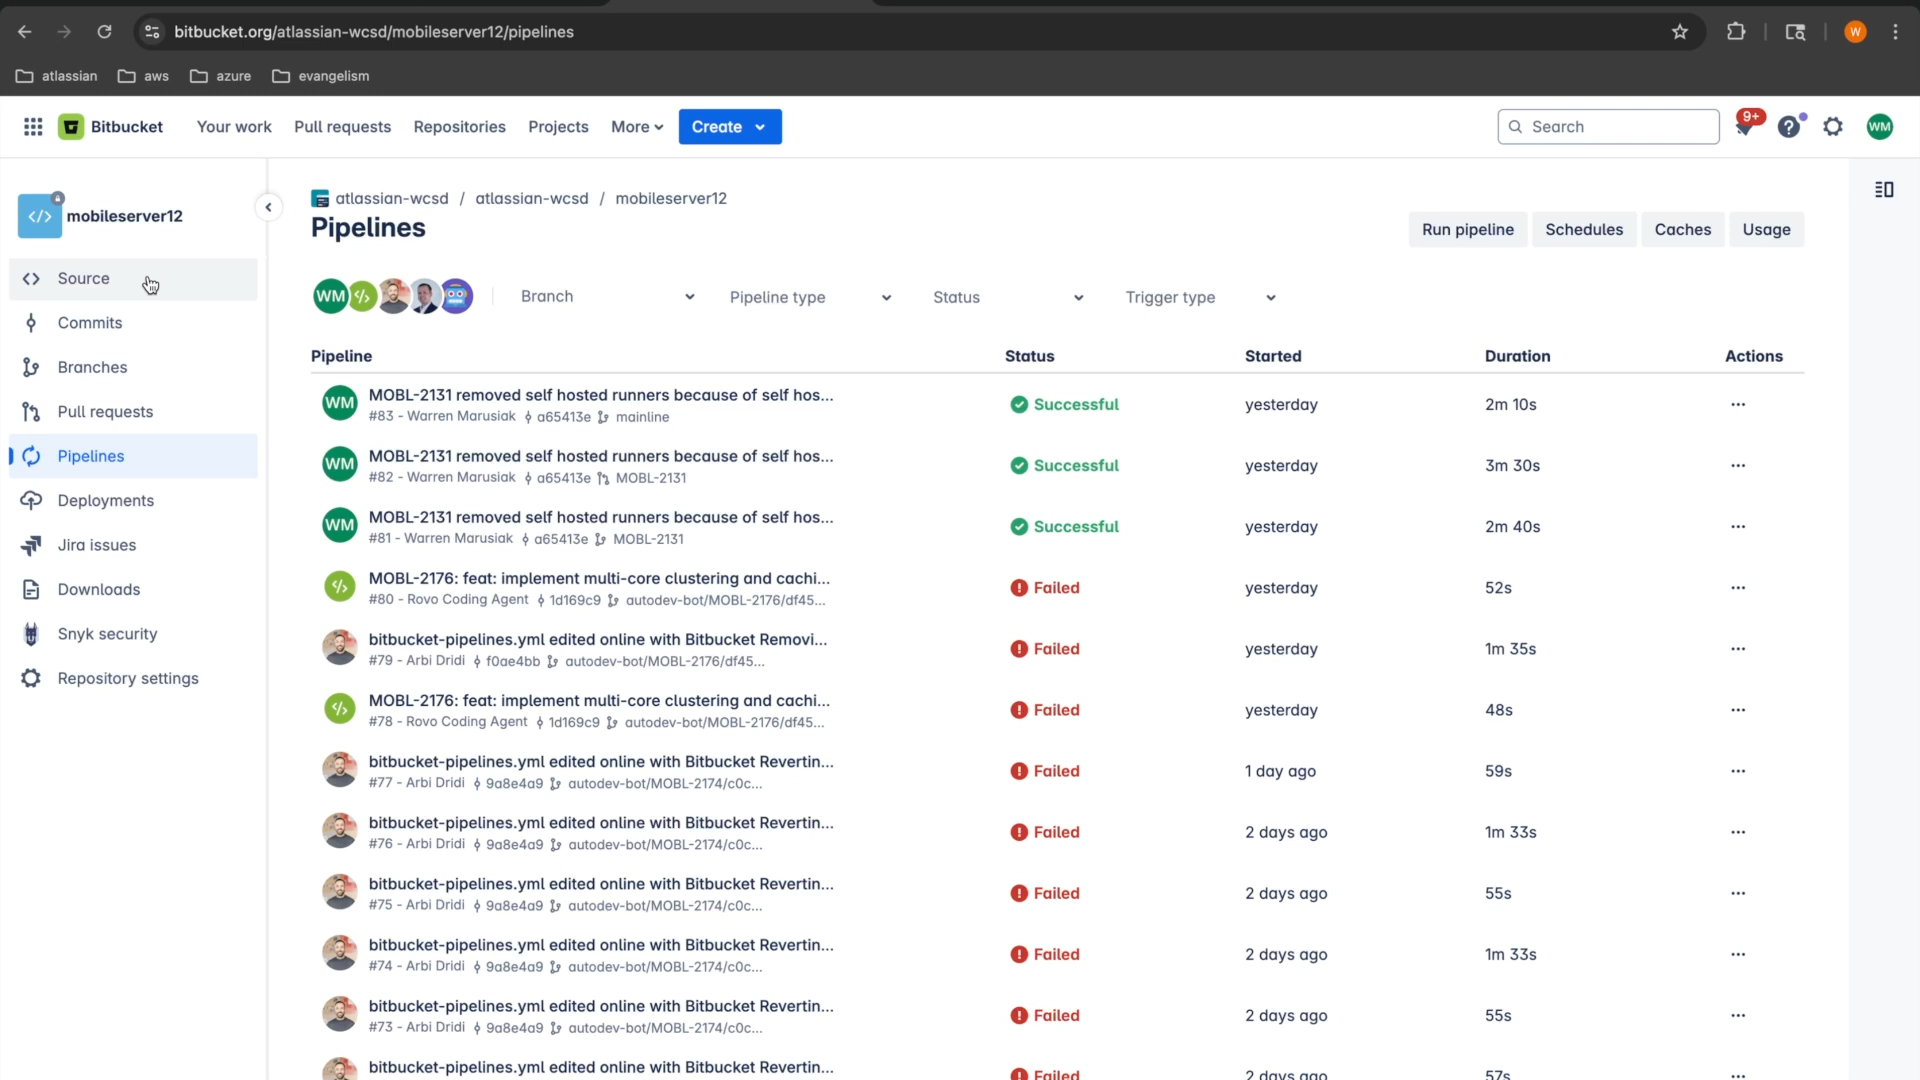 bitbucket.org/atlassian-wcsd/mobileserver12/pipelines
W
atlassian
aws
azure
evangelism
Bitbucket
Your work
Pull requests
Repositories
Projects
More
Create
Search
9+
WM
mobileserver12
Source
Commits
Branches
Pull requests
Pipelines
Deployments
Jira issues
Downloads
Snyk security
Repository settings
atlassian-wcsd / atlassian-wcsd / mobileserver12
Pipelines
Run pipeline
Schedules
Caches
Usage
WM
Branch
Pipeline type
Status
Trigger type
Pipeline Status Started Duration Actions
WM MOBL-2131 removed self hosted runners because of self hos... Successful yesterday 2m 10s
#83 - Warren Marusiak a65413e mainline
WM MOBL-2131 removed self hosted runners because of self hos... Successful yesterday 3m 30s
#82 - Warren Marusiak a65413e MOBL-2131
WM MOBL-2131 removed self hosted runners because of self hos... Successful yesterday 2m 40s
#81 - Warren Marusiak a65413e MOBL-2131
MOBL-2176: feat: implement multi-core clustering and cachi... Failed yesterday 52s
#80 - Rovo Coding Agent 1d169c9 autodev-bot/MOBL-2176/df45...
bitbucket-pipelines.yml edited online with Bitbucket Removi... Failed yesterday 1m 35s
#79 - Arbi Dridi f0ae4bb autodev-bot/MOBL-2176/df45...
MOBL-2176: feat: implement multi-core clustering and cachi... Failed yesterday 48s
#78 - Rovo Coding Agent 1d169c9 autodev-bot/MOBL-2176/df45...
bitbucket-pipelines.yml edited online with Bitbucket Revertin... Failed 1 day ago 59s
#77 - Arbi Dridi 9a8e4a9 autodev-bot/MOBL-2174/c0c...
bitbucket-pipelines.yml edited online with Bitbucket Revertin... Failed 2 days ago 1m 33s
#76 - Arbi Dridi 9a8e4a9 autodev-bot/MOBL-2174/c0c...
bitbucket-pipelines.yml edited online with Bitbucket Revertin... Failed 2 days ago 55s
#75 - Arbi Dridi 9a8e4a9 autodev-bot/MOBL-2174/c0c...
bitbucket-pipelines.yml edited online with Bitbucket Revertin... Failed 2 days ago 1m 33s
#74 - Arbi Dridi 9a8e4a9 autodev-bot/MOBL-2174/c0c...
bitbucket-pipelines.yml edited online with Bitbucket Revertin... Failed 2 days ago 55s
#73 - Arbi Dridi 9a8e4a9 autodev-bot/MOBL-2174/c0c...
bitbucket-pipelines.yml edited online with Bitbucket Revertin... Failed 2 days ago 57s